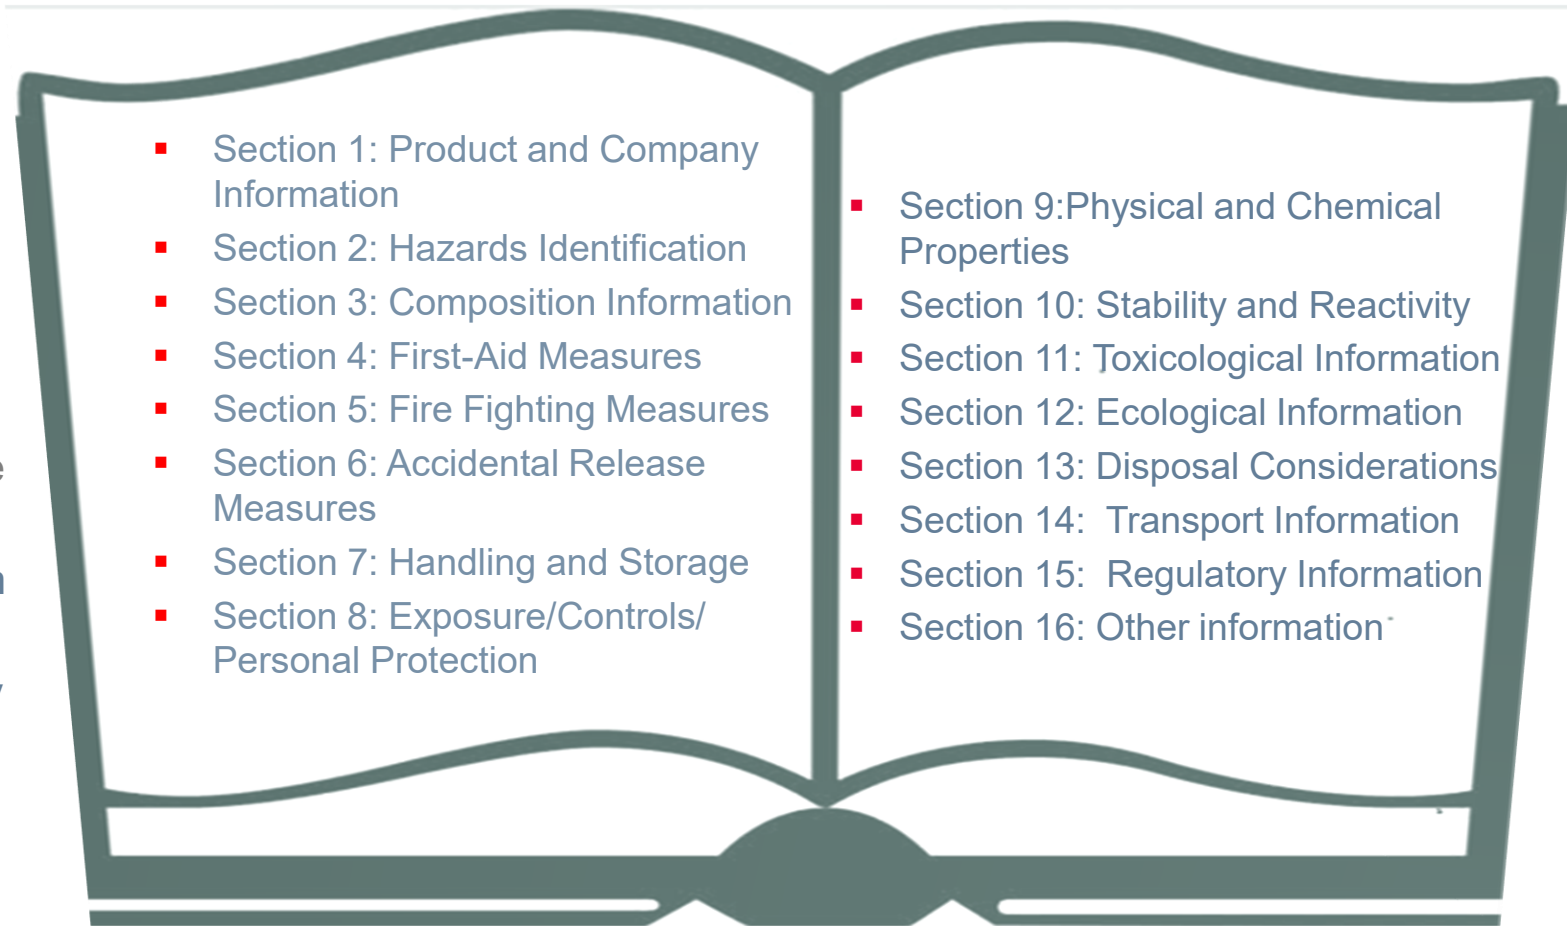 Section 1: Product and Company
Information
Section 2: Hazards Identification
Section 3: Composition Information
Section 4: First-Aid Measures
Section 5: Fire Fighting Measures
Section 6: Accidental Release
Measures
Section 7: Handling and Storage
Section 8: Exposure/Controls/
Personal Protection
Section 9:Physical and Chemical
Properties
Section 10: Stability and Reactivity
Section 11: Toxicological Information
Section 12: Ecological Information
Section 13: Disposal Considerations
Section 14:  Transport Information
Section 15:  Regulatory Information
Section 16: Other information